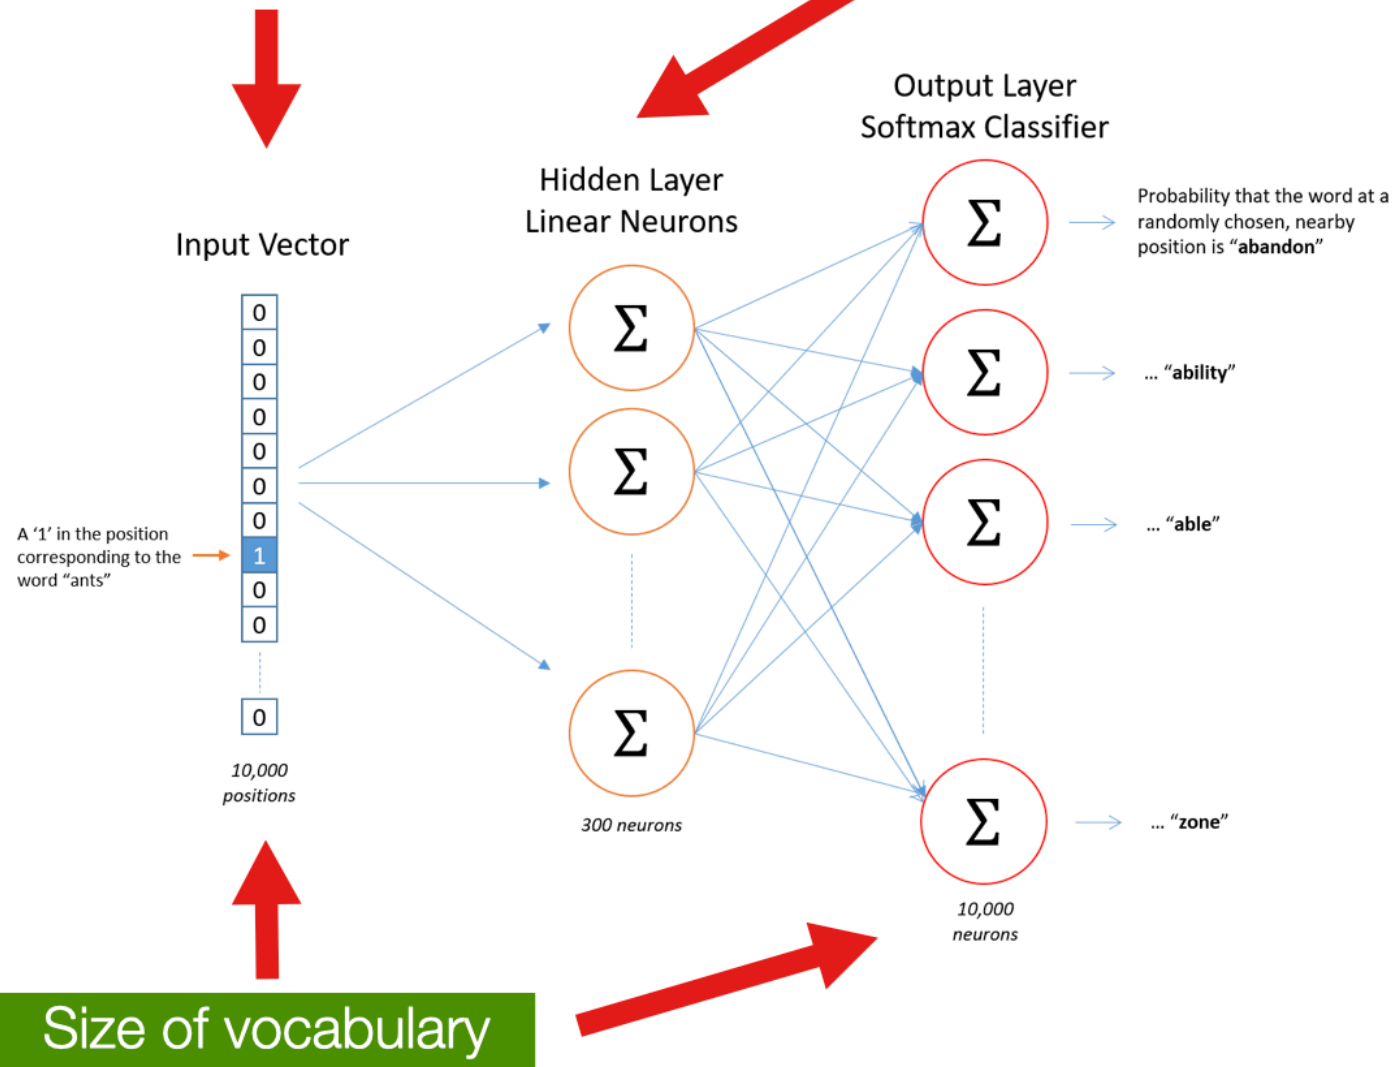 Input Vector
0
0
0
0
0
0
0
1
0
0
0
A ‘1’ in the position
corresponding to the
word “ants”
10,000
positions
Hidden Layer
Linear Neurons
Σ
Σ
Σ
300 neurons
Output Layer
Softmax Classifier
Σ
Σ
Σ
Σ
10,000
neurons
Probability that the word at a
randomly chosen, nearby
position is “abandon”
... “ability”
... “able”
... “zone”
Size of vocabulary